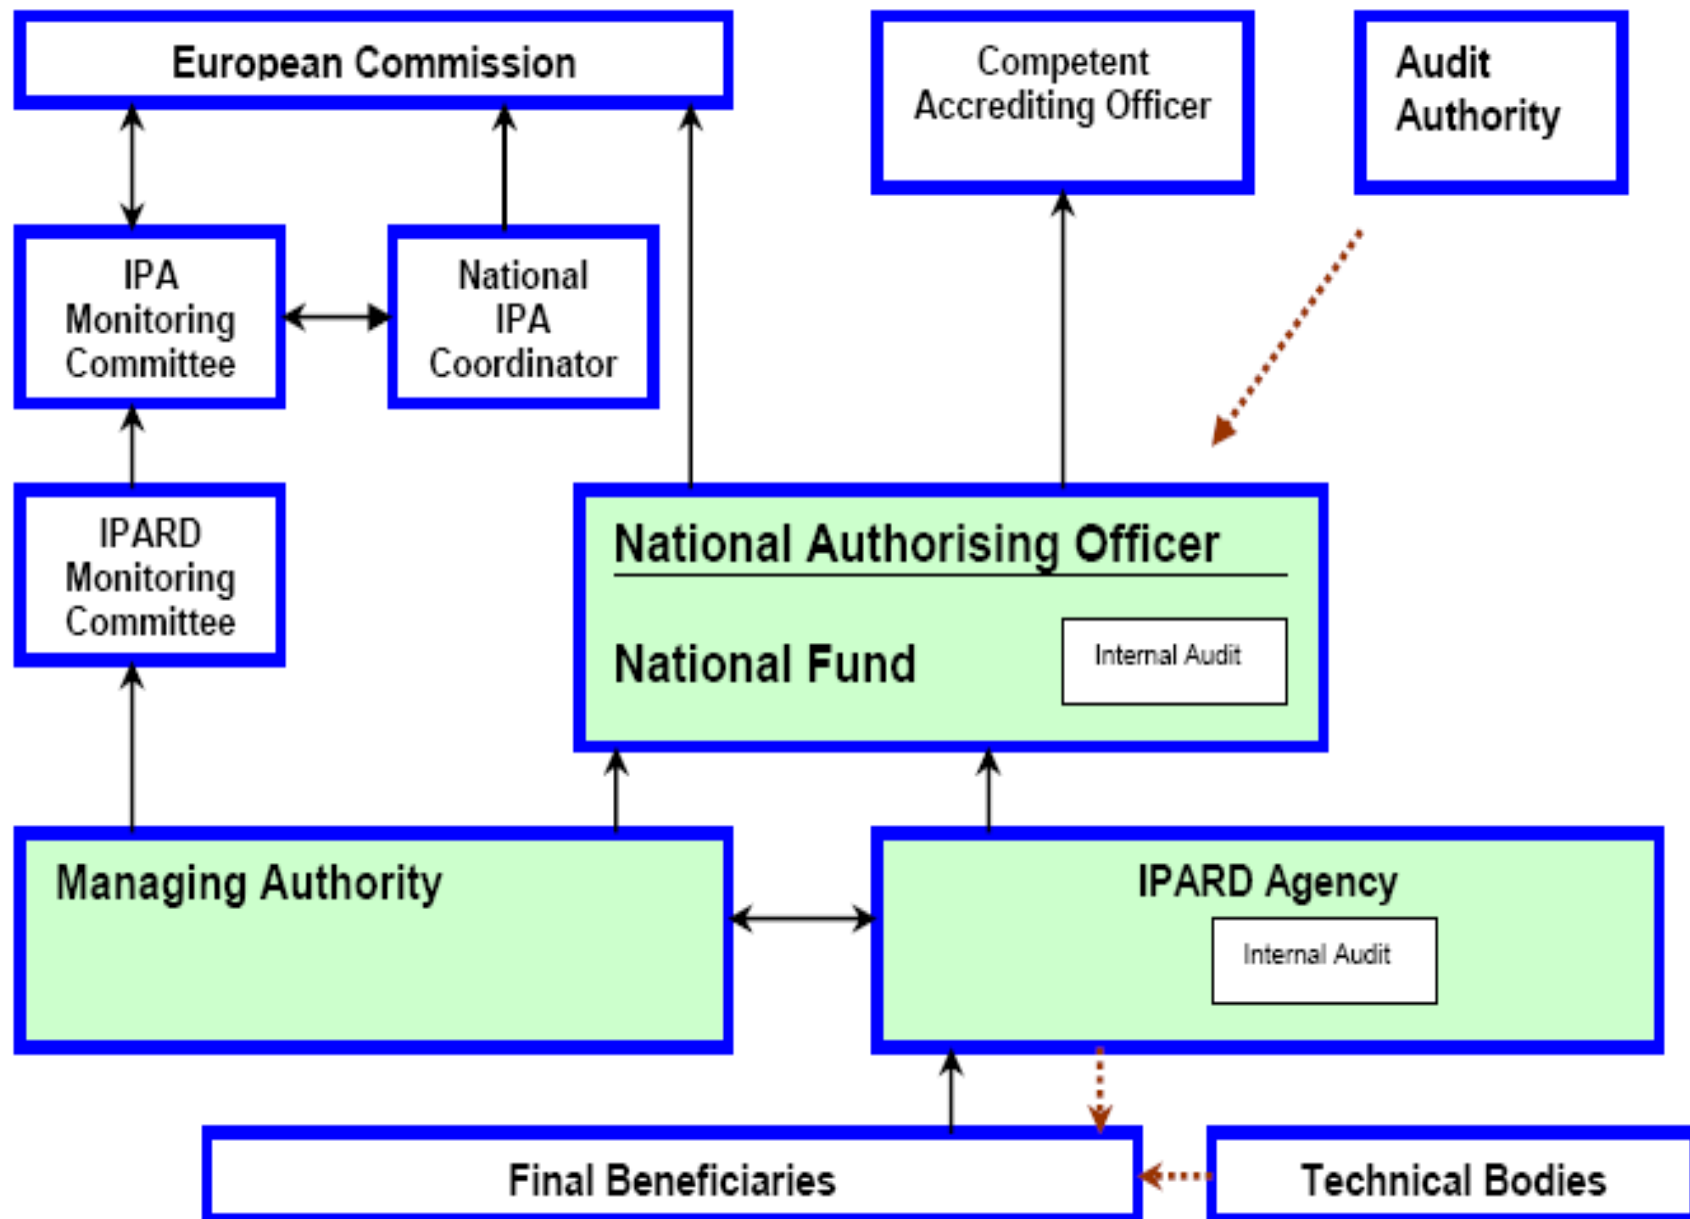 European Commission
Competent
Accrediting Officer
Audit
Authority
IPA
Monitoring
Committee
National
IPA
Coordinator
IPARD
Monitoring
Committee
National Authorising Officer
National Fund
Internal Audit
Managing Authority
IPARD Agency
Internal Audit
Final Beneficiaries
Technical Bodies